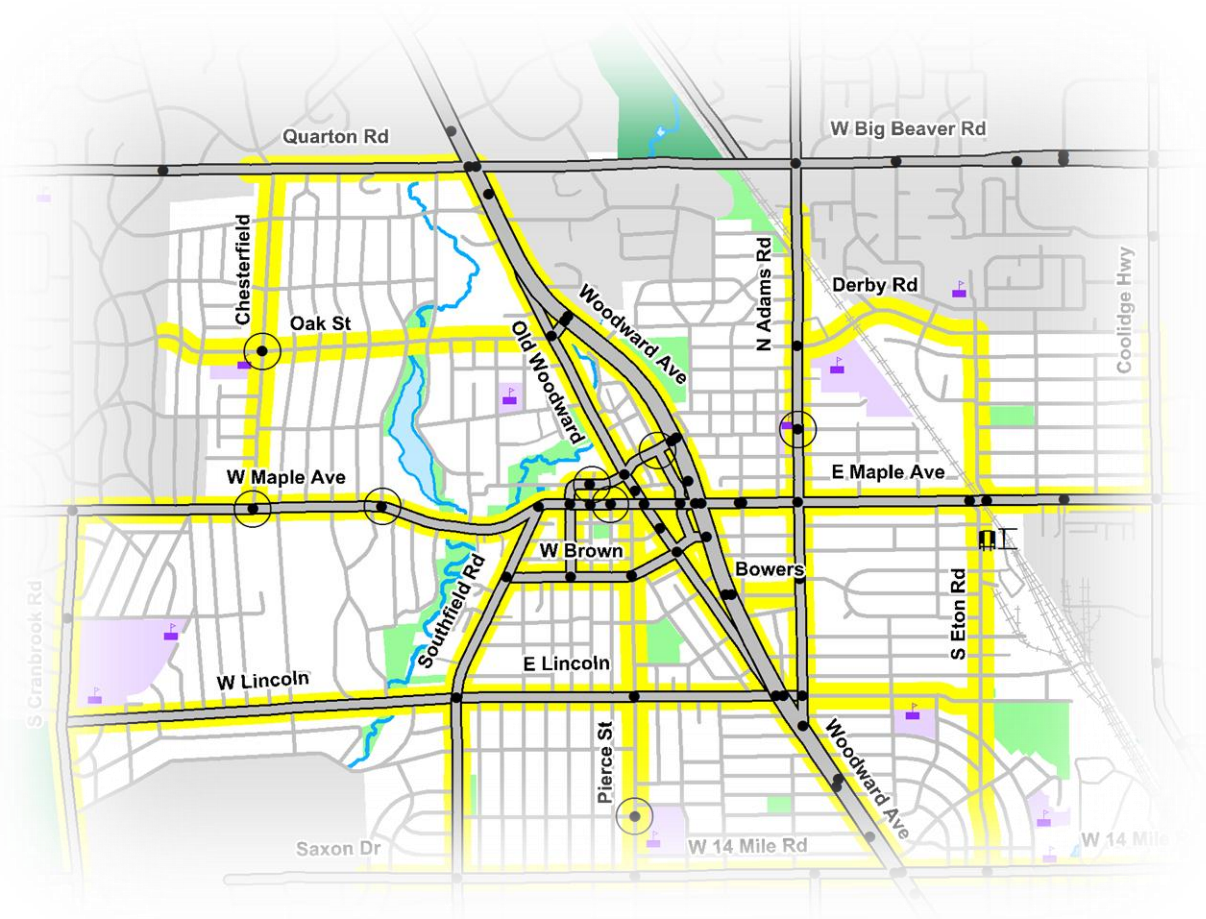 Quarton Rd
W Big Beaver Rd
Chesterfield
N Adams Rd
Coolidge Hwy
Derby Rd
Woodward Ave
Oak St
Old Woodward
W Maple Ave
E Maple Ave
W Brown
Bowers
S Cranbrook Rd
Southfield Rd
S Eton Rd
E Lincoln
W Lincoln
Pierce St
Woodward Ave
Saxon Dr
W 14 Mile Rd
W 14 Mile